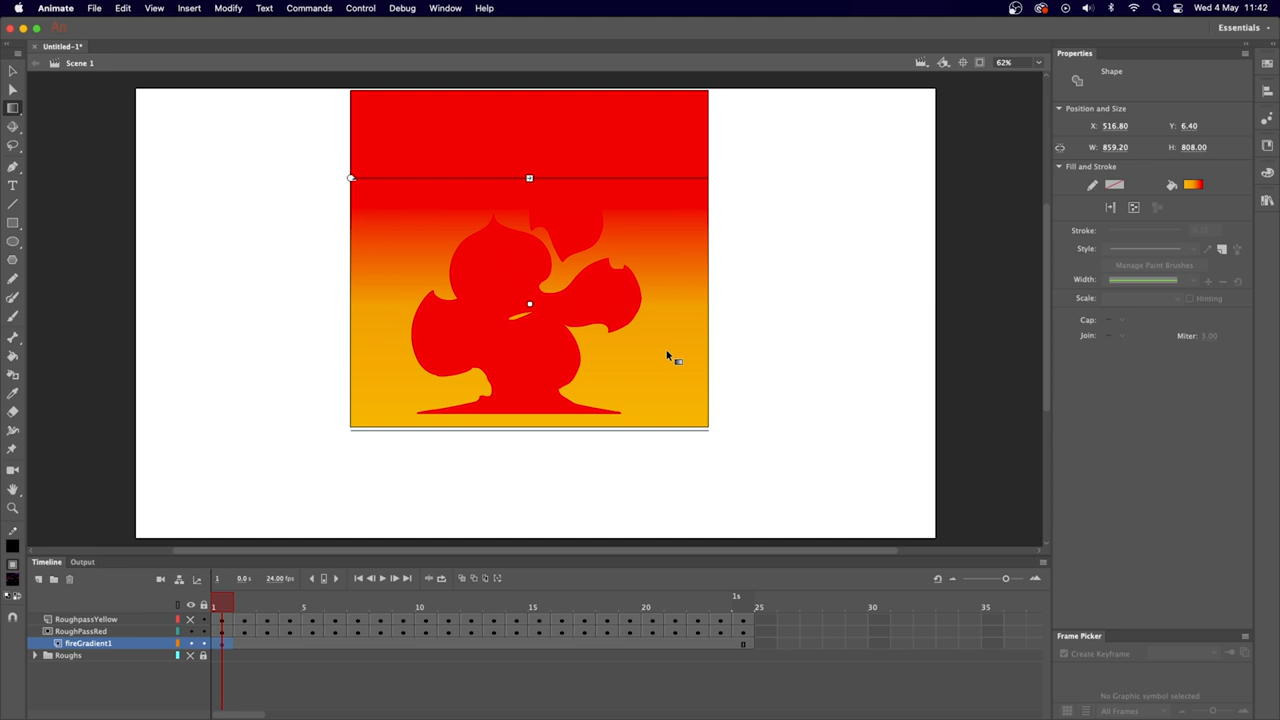 Animate File Edit View Insert Modify Text Commands Control Debug Window Help Wed 4 May 11:42
An Essentials
Untitled-1*
Scene 1 62%
Properties
Shape
Position and Size
X: 516.80 Y: 6.40
W: 859.20 H: 808.00
Fill and Stroke
Stroke:
Style:
Manage Paint Brushes
Width:
Scale: Hinting
Cap:
Join: Miter: 3.00
Timeline Output
1 0.0 s 24.00 fps
1s
1 5 10 15 20 25 30 35
RoughpassYellow
RoughPassRed
fireGradient1
Roughs
Frame Picker
Create Keyframe
No Graphic symbol selected
All Frames